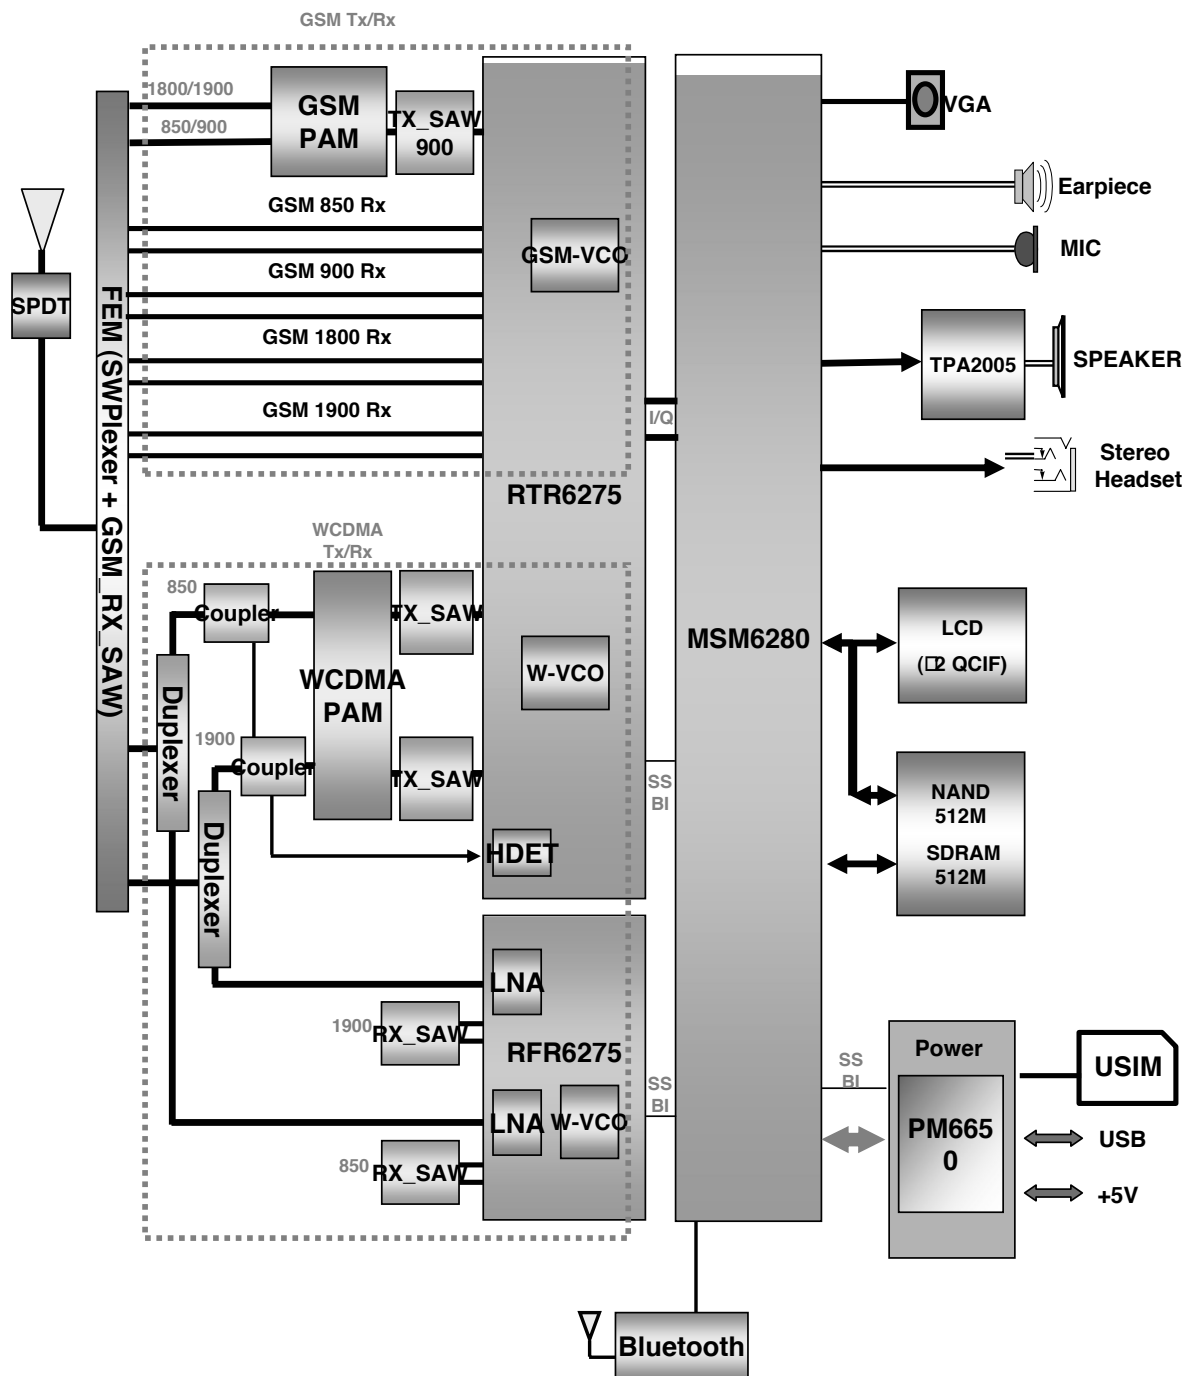 GSM Tx/Rx
1800/1900
850/900
GSM
PAM
TX_SAW
900
GSM 850 Rx
GSM 900 Rx
GSM 1800 Rx
GSM 1900 Rx
GSM-VCO
SPDT
FEM (SWPlexer + GSM_RX_SAW)
RTR6275
I/Q
WCDMA
Tx/Rx
850
Coupler
TX_SAW
WCDMA
PAM
W-VCO
Duplexer
1900
Coupler
TX_SAW
Duplexer
HDET
SS
BI
LNA
1900
RX_SAW
RFR6275
LNA
W-VCO
850
RX_SAW
SS
BI
MSM6280
VGA
Earpiece
MIC
TPA2005
SPEAKER
Stereo
Headset
LCD
(□2 QCIF)
NAND
512M
SDRAM
512M
SS
BI
Power
PM665
0
USIM
USB
+5V
Bluetooth